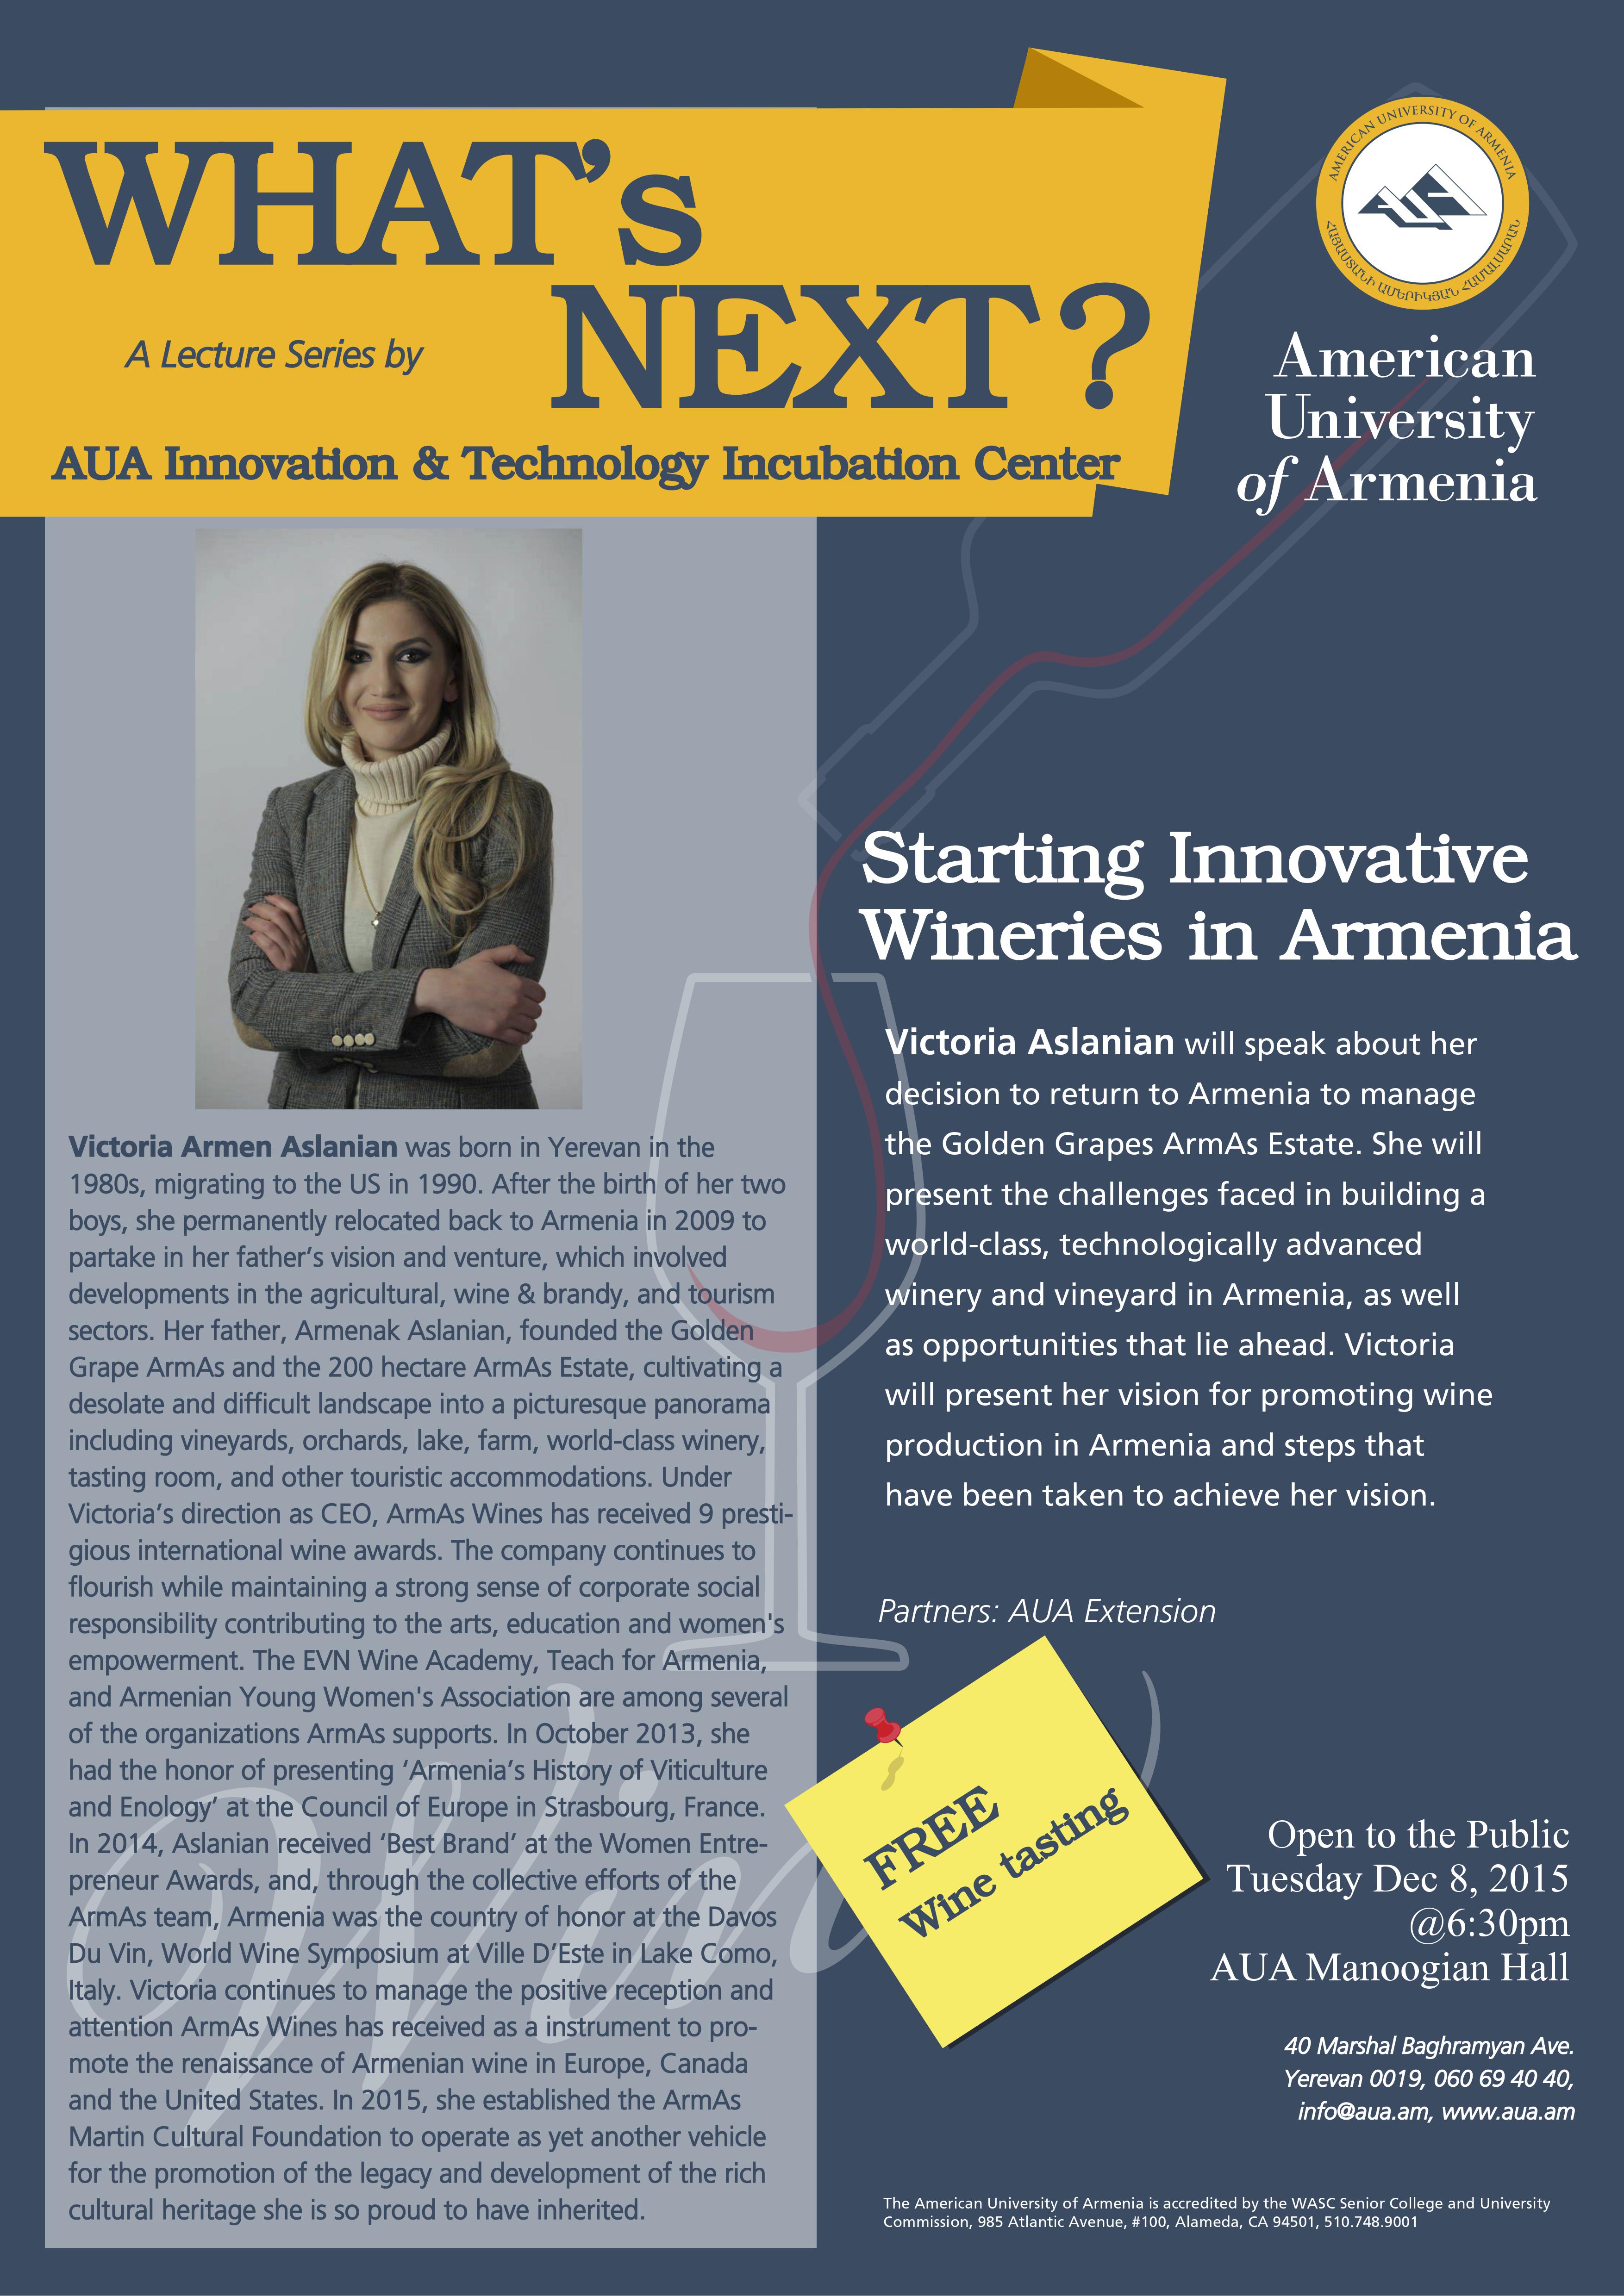 WHAT's
NEXT?
A Lecture Series by
AUA Innovation & Technology Incubation Center
AMERICAN UNIVERSITY OF ARMENIA
ՀԱՅԱՍՏԱՆԻ ԱՄԵՐԻԿՅԱՆ ՀԱՄԱԼՍԱՐԱՆ
AUA
American
University
of Armenia
Victoria Armen Aslanian was born in Yerevan in the
1980s, migrating to the US in 1990. After the birth of her two
boys, she permanently relocated back to Armenia in 2009 to
partake in her father’s vision and venture, which involved
developments in the agricultural, wine & brandy, and tourism
sectors. Her father, Armenak Aslanian, founded the Golden
Grape ArmAs and the 200 hectare ArmAs Estate, cultivating a
desolate and difficult landscape into a picturesque panorama
including vineyards, orchards, lake, farm, world-class winery,
tasting room, and other touristic accommodations. Under
Victoria’s direction as CEO, ArmAs Wines has received 9 presti-
gious international wine awards. The company continues to
flourish while maintaining a strong sense of corporate social
responsibility contributing to the arts, education and women's
empowerment. The EVN Wine Academy, Teach for Armenia,
and Armenian Young Women's Association are among several
of the organizations ArmAs supports. In October 2013, she
had the honor of presenting ‘Armenia’s History of Viticulture
and Enology’ at the Council of Europe in Strasbourg, France.
In 2014, Aslanian received ‘Best Brand’ at the Women Entre-
preneur Awards, and, through the collective efforts of the
ArmAs team, Armenia was the country of honor at the Davos
Du Vin, World Wine Symposium at Ville D’Este in Lake Como,
Italy. Victoria continues to manage the positive reception and
attention ArmAs Wines has received as a instrument to pro-
mote the renaissance of Armenian wine in Europe, Canada
and the United States. In 2015, she established the ArmAs
Martin Cultural Foundation to operate as yet another vehicle
for the promotion of the legacy and development of the rich
cultural heritage she is so proud to have inherited.
Starting Innovative
Wineries in Armenia
Victoria Aslanian will speak about her
decision to return to Armenia to manage
the Golden Grapes ArmAs Estate. She will
present the challenges faced in building a
world-class, technologically advanced
winery and vineyard in Armenia, as well
as opportunities that lie ahead. Victoria
will present her vision for promoting wine
production in Armenia and steps that
have been taken to achieve her vision.
Partners: AUA Extension
FREE
Wine tasting
Open to the Public
Tuesday Dec 8, 2015
@6:30pm
AUA Manoogian Hall
40 Marshal Baghramyan Ave.
Yerevan 0019, 060 69 40 40,
info@aua.am, www.aua.am
The American University of Armenia is accredited by the WASC Senior College and University
Commission, 985 Atlantic Avenue, #100, Alameda, CA 94501, 510.748.9001